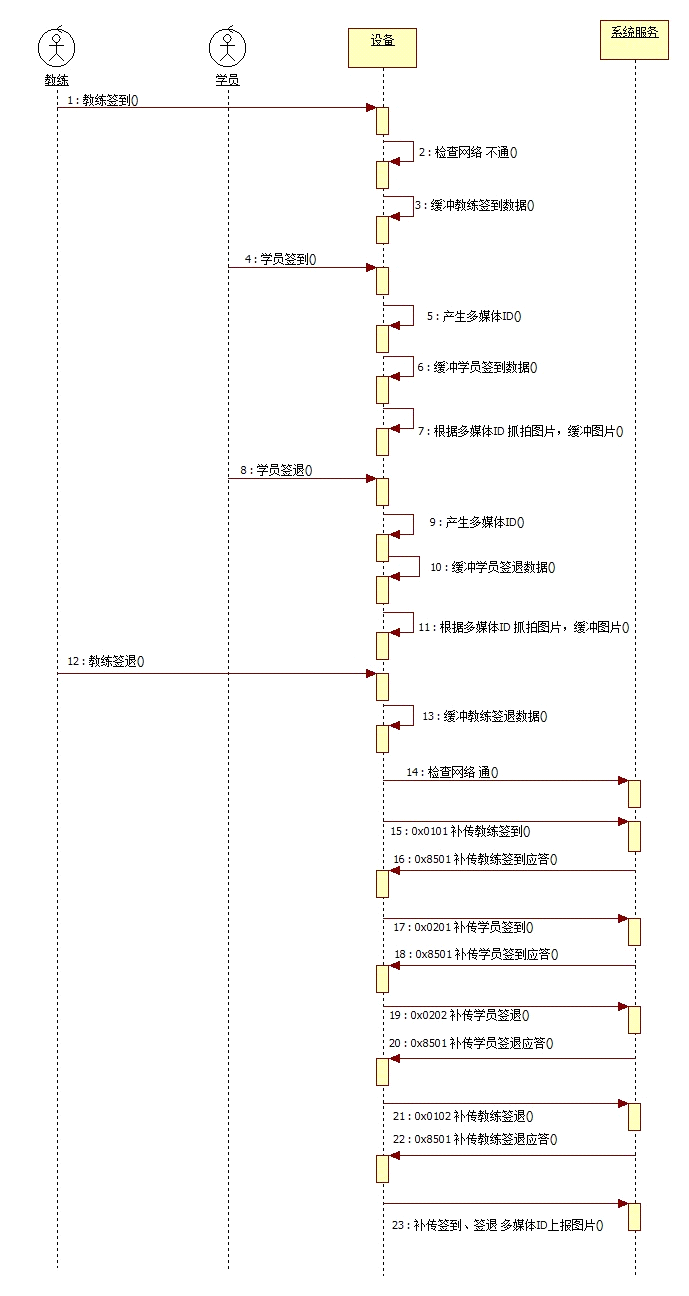 教练
学员
设备
系统服务
1 : 教练签到()
2 : 检查网络 不通()
3 : 缓冲教练签到数据()
4 : 学员签到()
5 : 产生多媒体ID()
6 : 缓冲学员签到数据()
7 : 根据多媒体ID 抓拍图片，缓冲图片()
8 : 学员签退()
9 : 产生多媒体ID()
10 : 缓冲学员签退数据()
11 : 根据多媒体ID 抓拍图片，缓冲图片()
12 : 教练签退()
13 : 缓冲教练签退数据()
14 : 检查网络 通()
15 : 0x0101 补传教练签到()
16 : 0x8501 补传教练签到应答()
17 : 0x0201 补传学员签到()
18 : 0x8501 补传学员签到应答()
19 : 0x0202 补传学员签退()
20 : 0x8501 补传学员签退应答()
21 : 0x0102 补传教练签退()
22 : 0x8501 补传教练签退应答()
23 : 补传签到、签退 多媒体ID上报图片()